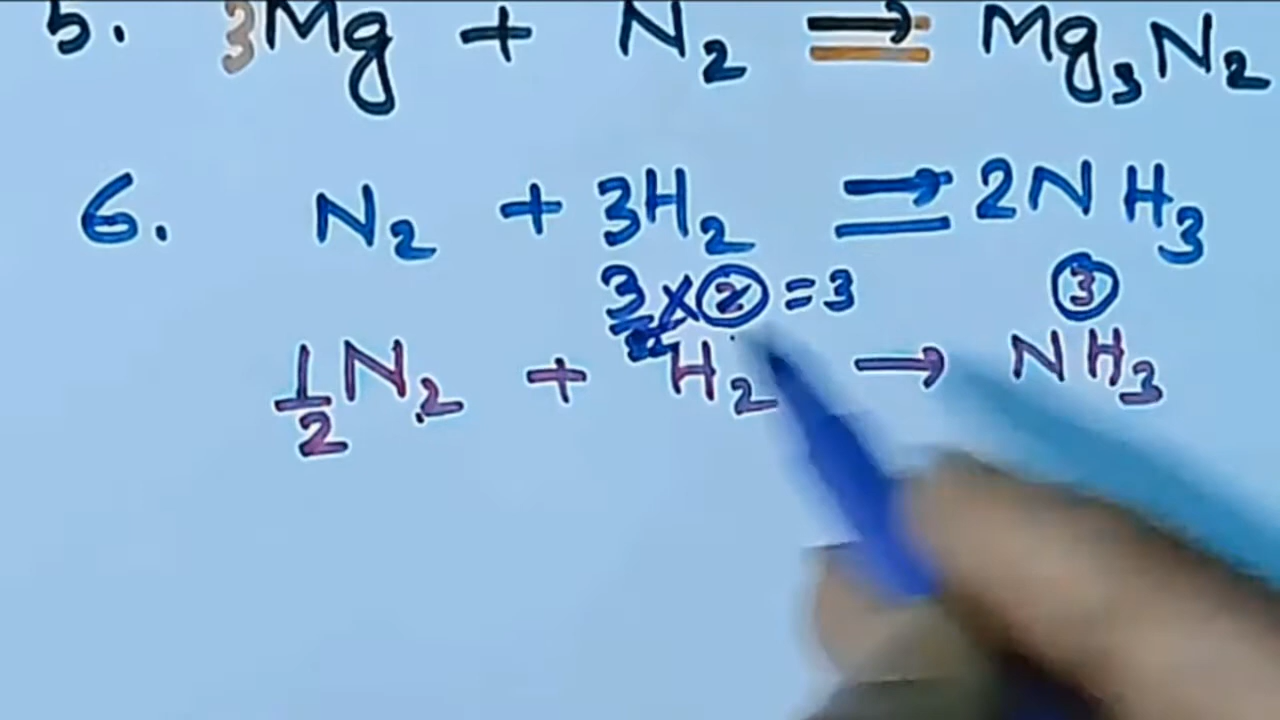 5. 3Mg + N₂ ⇒ Mg₃N₂
6. N₂ + 3H₂ ⇒ 2NH₃
3/2 × 2 = 3 3
1/2 N₂ + H₂ → NH₃